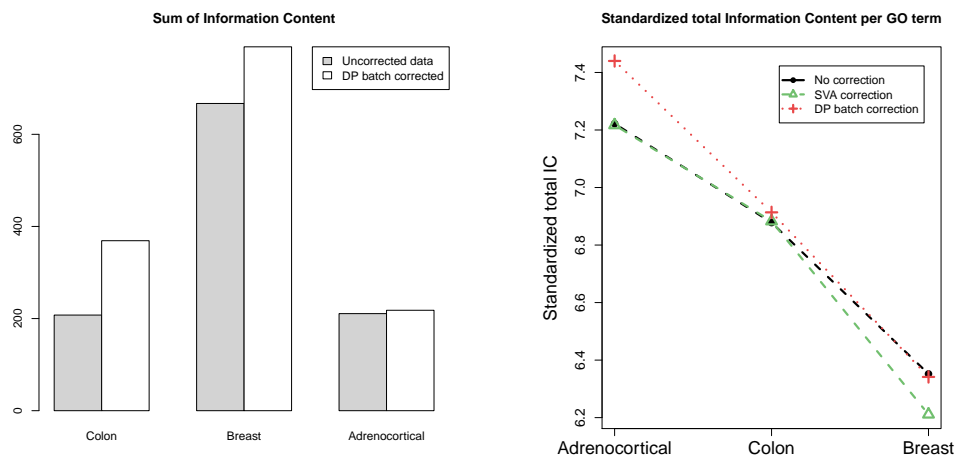 Sum of Information Content
Uncorrected data
DP batch corrected
600
400
200
0
Colon
Breast
Adrenocortical
Standardized total Information Content per GO term
No correction
SVA correction
DP batch correction
Standardized total IC
7.4
7.2
7.0
6.8
6.6
6.4
6.2
Adrenocortical
Colon
Breast